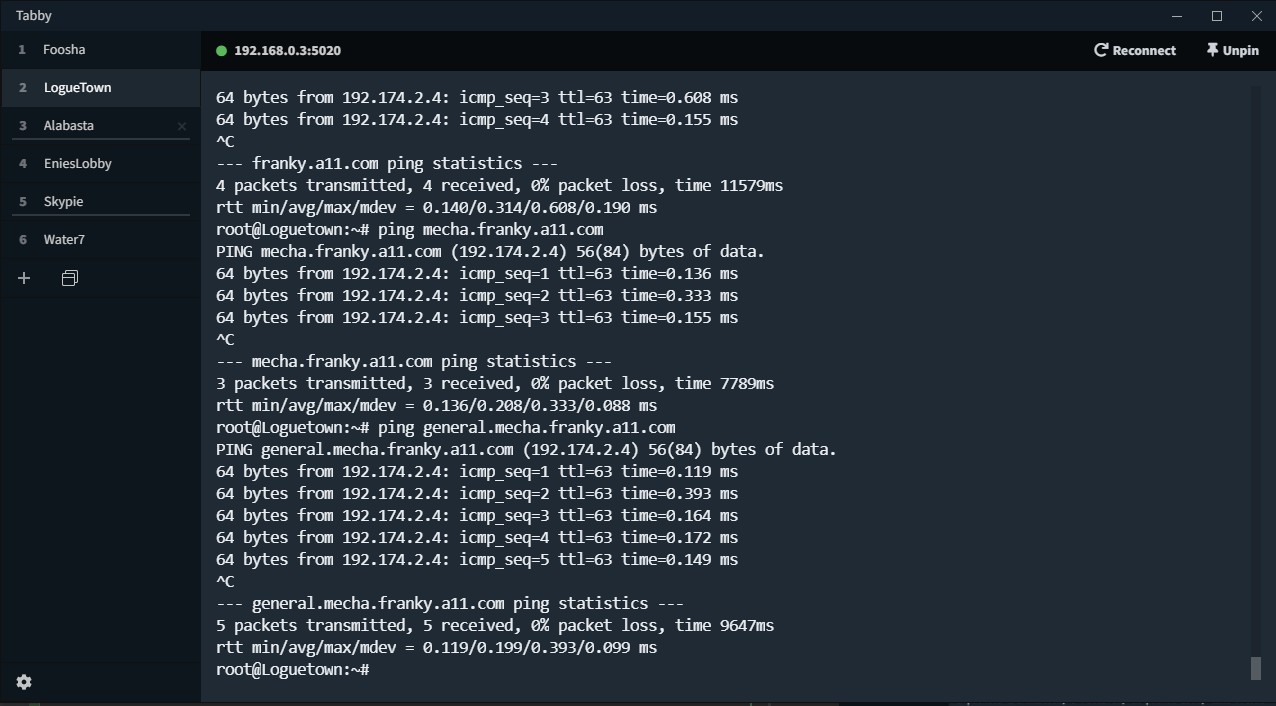 Tabby
1 Foosha
2 LogueTown
3 Alabasta
4 EniesLobby
5 Skypie
6 Water7
192.168.0.3:5020
Reconnect
Unpin
64 bytes from 192.174.2.4: icmp_seq=3 ttl=63 time=0.608 ms
64 bytes from 192.174.2.4: icmp_seq=4 ttl=63 time=0.155 ms
^C
--- franky.a11.com ping statistics ---
4 packets transmitted, 4 received, 0% packet loss, time 11579ms
rtt min/avg/max/mdev = 0.140/0.314/0.608/0.190 ms
root@Loguetown:~# ping mecha.franky.a11.com
PING mecha.franky.a11.com (192.174.2.4) 56(84) bytes of data.
64 bytes from 192.174.2.4: icmp_seq=1 ttl=63 time=0.136 ms
64 bytes from 192.174.2.4: icmp_seq=2 ttl=63 time=0.333 ms
64 bytes from 192.174.2.4: icmp_seq=3 ttl=63 time=0.155 ms
^C
--- mecha.franky.a11.com ping statistics ---
3 packets transmitted, 3 received, 0% packet loss, time 7789ms
rtt min/avg/max/mdev = 0.136/0.208/0.333/0.088 ms
root@Loguetown:~# ping general.mecha.franky.a11.com
PING general.mecha.franky.a11.com (192.174.2.4) 56(84) bytes of data.
64 bytes from 192.174.2.4: icmp_seq=1 ttl=63 time=0.119 ms
64 bytes from 192.174.2.4: icmp_seq=2 ttl=63 time=0.393 ms
64 bytes from 192.174.2.4: icmp_seq=3 ttl=63 time=0.164 ms
64 bytes from 192.174.2.4: icmp_seq=4 ttl=63 time=0.172 ms
64 bytes from 192.174.2.4: icmp_seq=5 ttl=63 time=0.149 ms
^C
--- general.mecha.franky.a11.com ping statistics ---
5 packets transmitted, 5 received, 0% packet loss, time 9647ms
rtt min/avg/max/mdev = 0.119/0.199/0.393/0.099 ms
root@Loguetown:~#